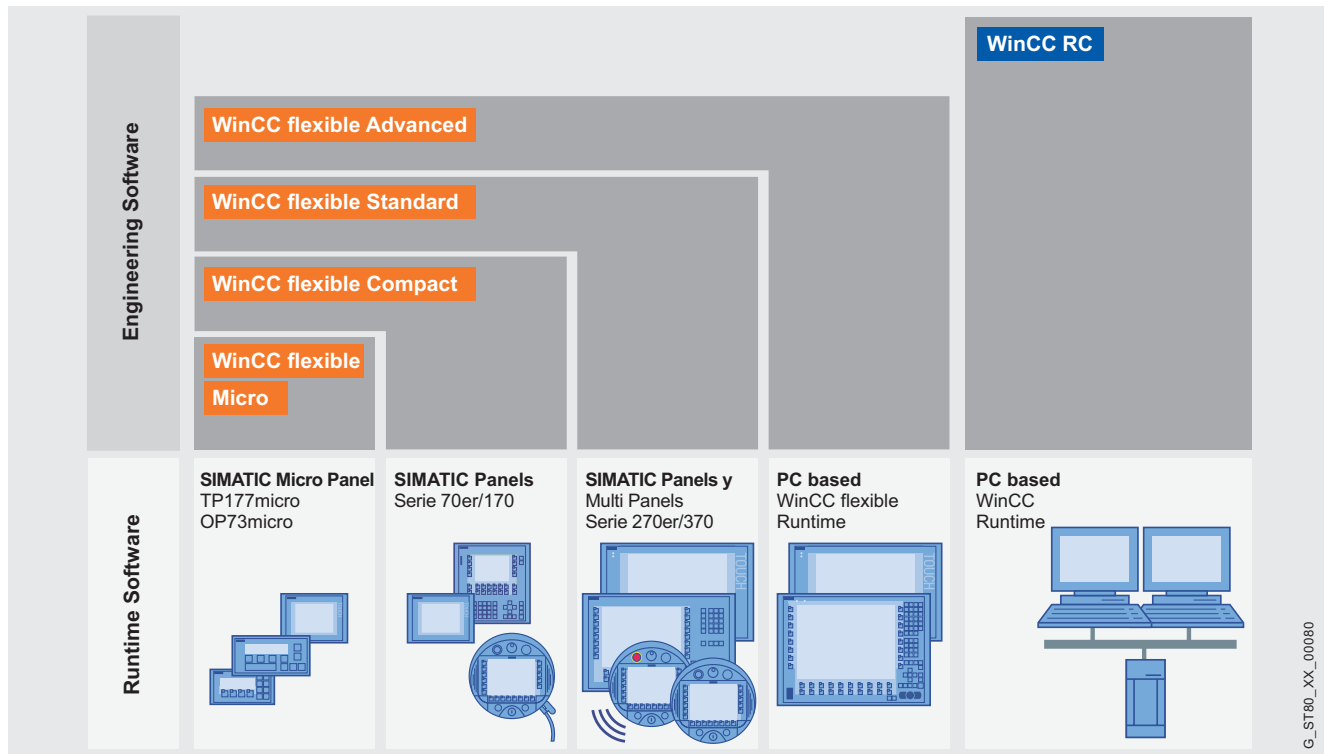 Engineering Software
WinCC RC
WinCC flexible Advanced
WinCC flexible Standard
WinCC flexible Compact
WinCC flexible
Micro
Runtime Software
SIMATIC Micro Panel
TP177micro
OP73micro
SIMATIC Panels
Serie 70er/170
SIMATIC Panels y
Multi Panels
Serie 270er/370
TOUCH
PC based
WinCC flexible
Runtime
TOUCH
PC based
WinCC
Runtime
G_ST80_XX_00080